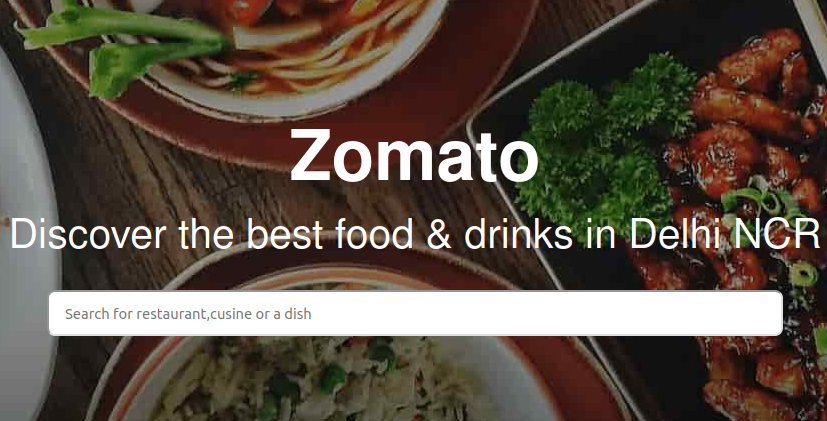 Zomato
Discover the best food & drinks in Delhi NCR
Search for restaurant,cusine or a dish